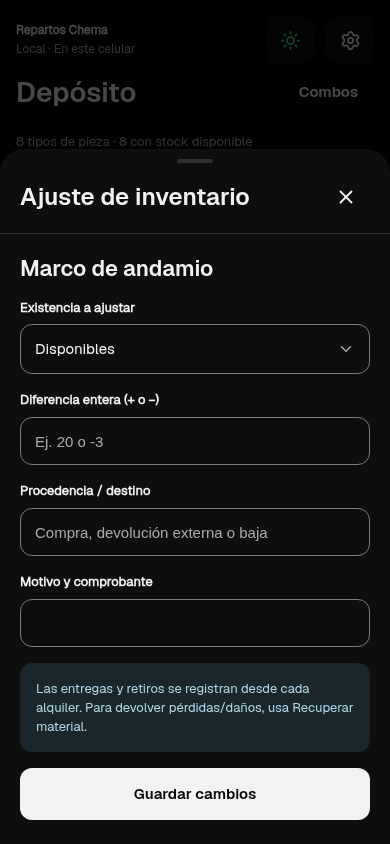 Repartos Chema
Local · En este celular
Depósito
Combos
8 tipos de pieza · 8 con stock disponible
Ajuste de inventario
Marco de andamio
Existencia a ajustar
Disponibles
Diferencia entera (+ o −)
Ej. 20 o -3
Procedencia / destino
Compra, devolución externa o baja
Motivo y comprobante
Las entregas y retiros se registran desde cada
alquiler. Para devolver pérdidas/daños, usa Recuperar
material.
Guardar cambios